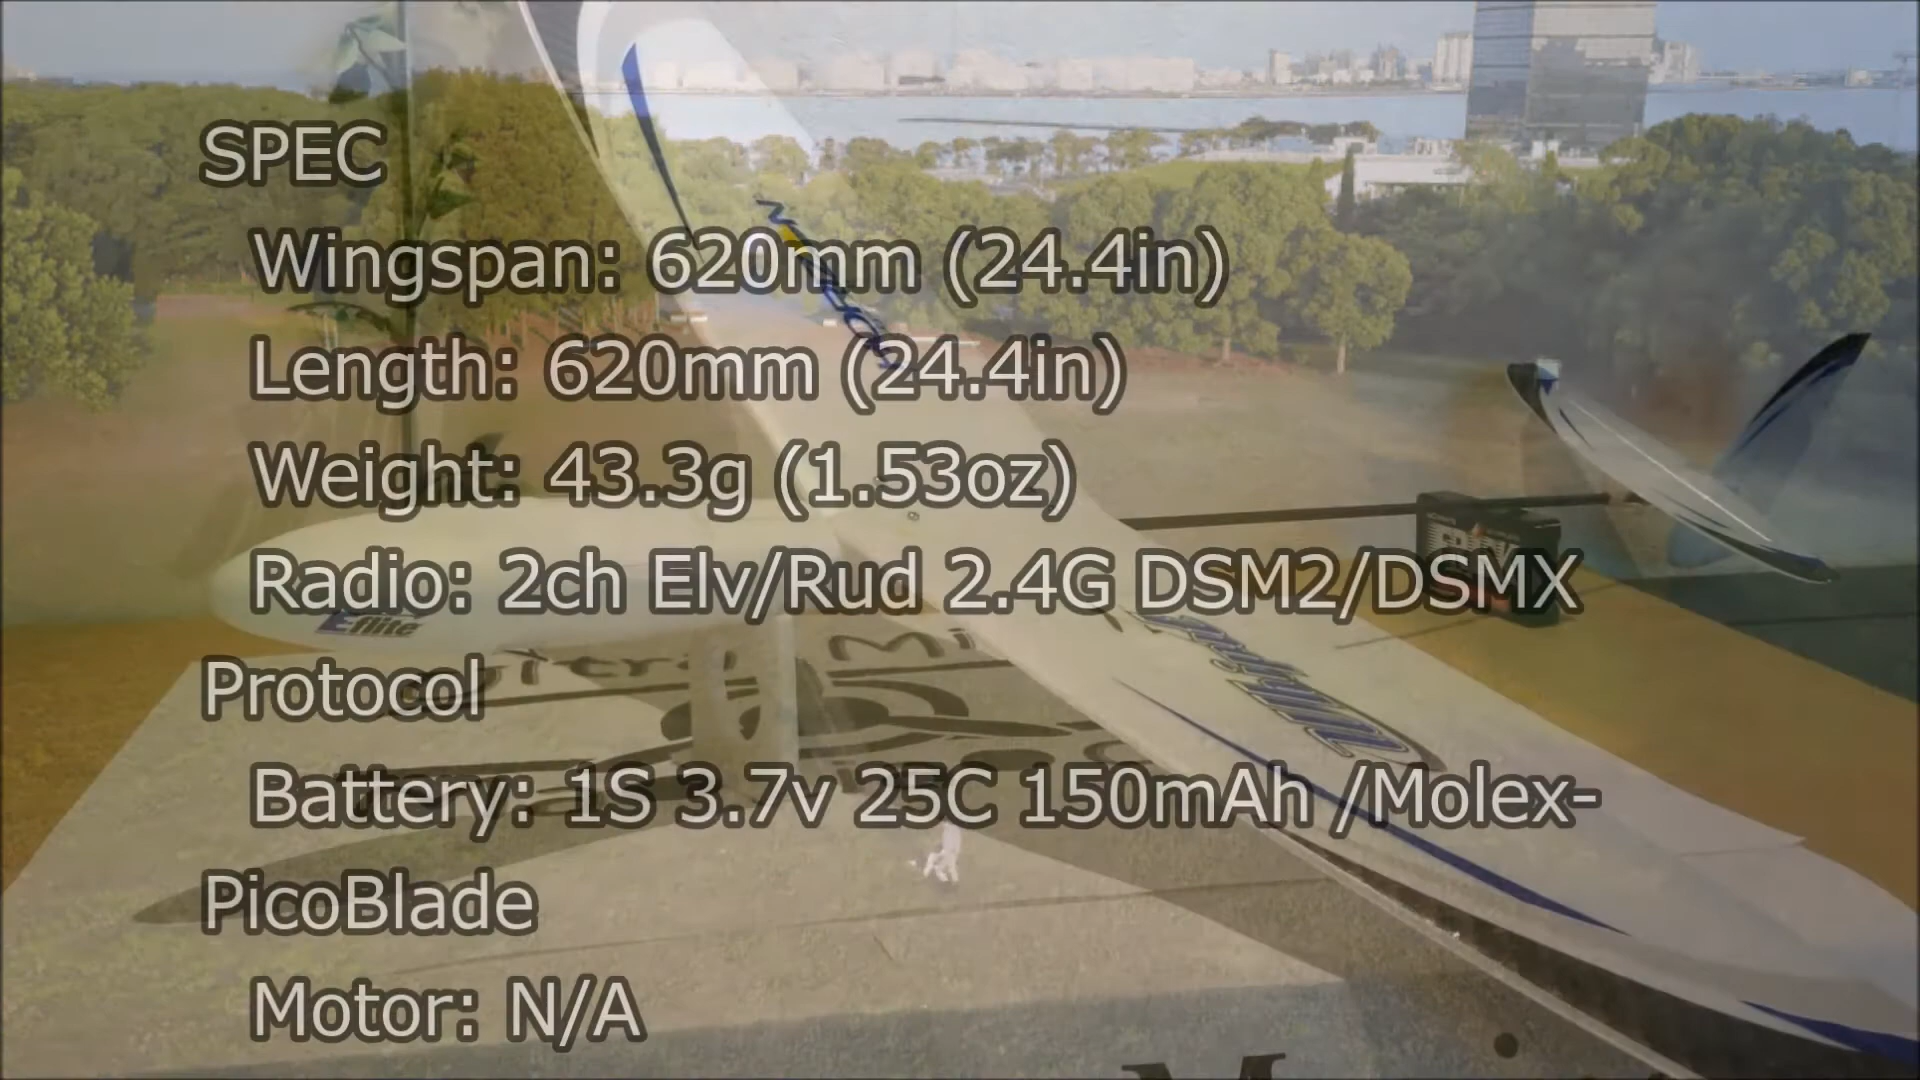 SPEC
Wingspan: 620mm (24.4in)
Length: 620mm (24.4in)
Weight: 43.3g (1.53oz)
Radio: 2ch Elv/Rud 2.4G DSM2/DSMX
Protocol
Battery: 1S 3.7v 25C 150mAh /Molex-
PicoBlade
Motor: N/A
E-flite